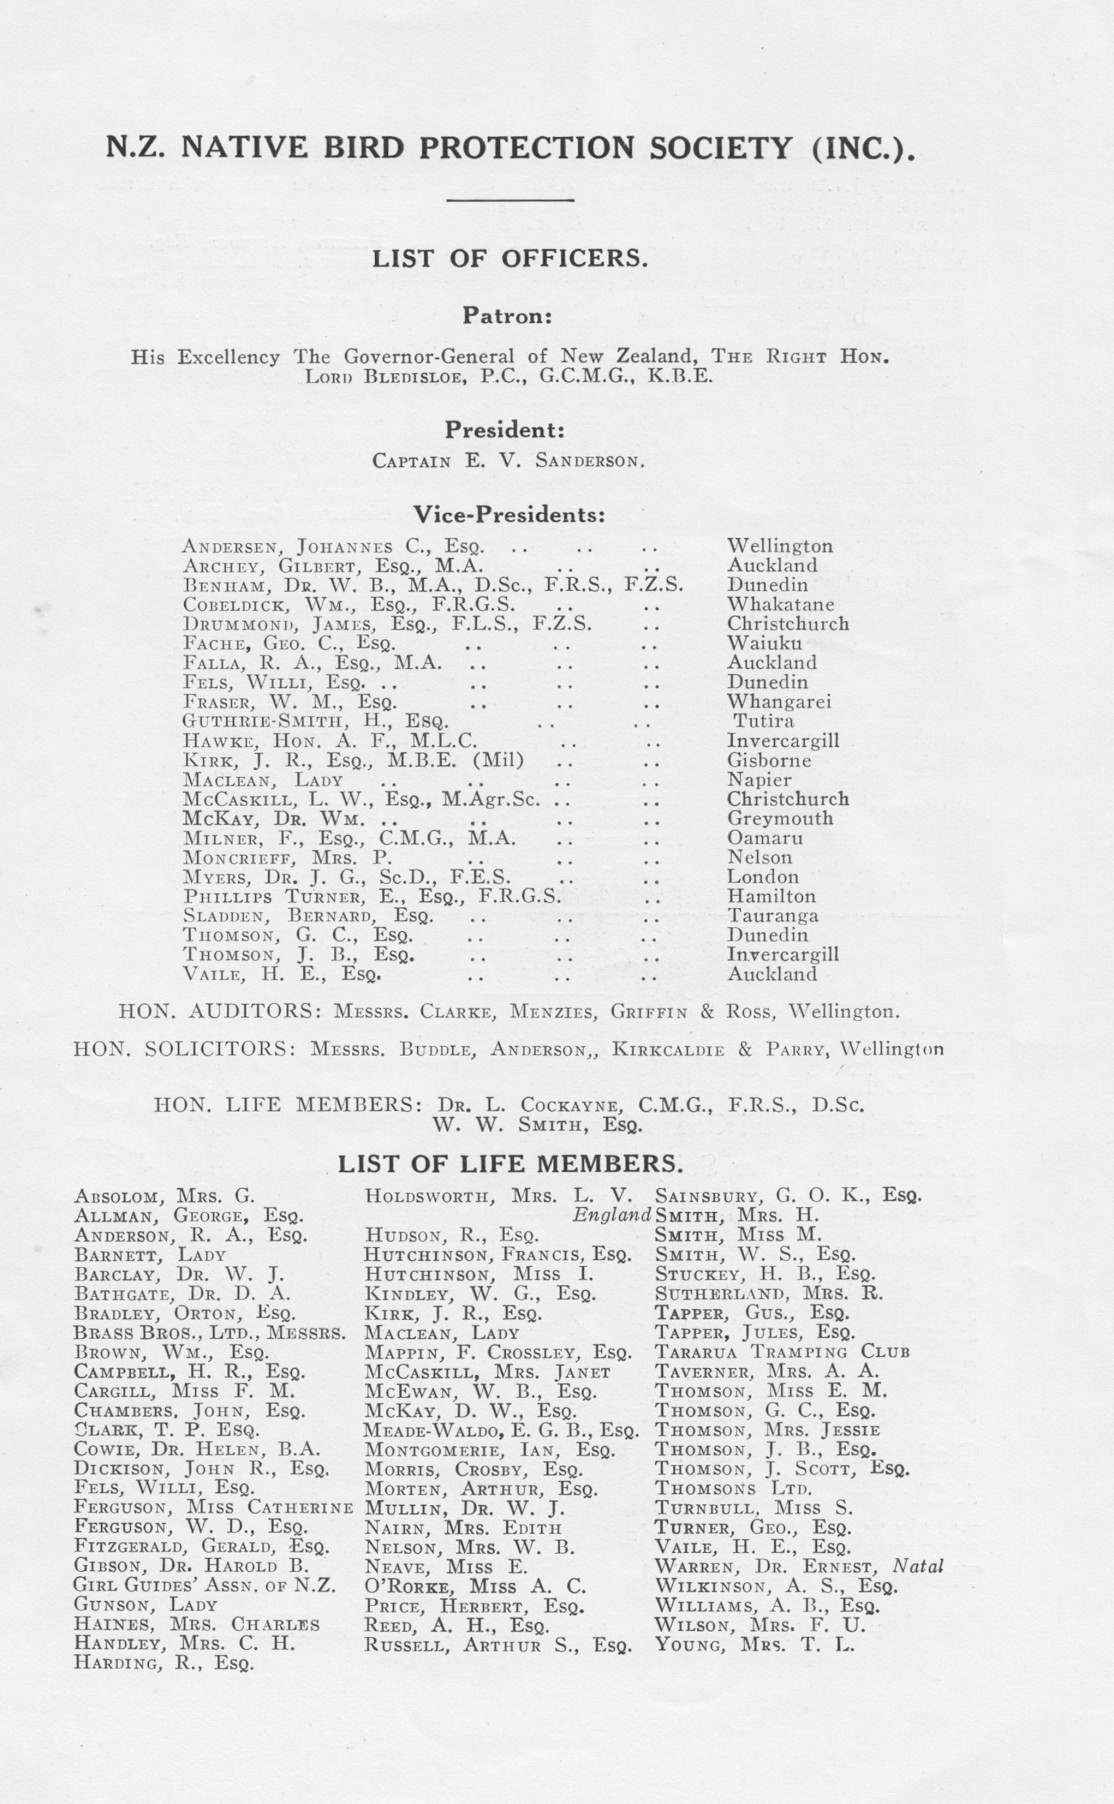 N.Z. NATIVE BIRD PROTECTION SOCIETY (INC.).
LIST OF OFFICERS.
Patron:
His Excellency The Governor-General of New Zealand, THE RIGHT HON.
LORD BLEDISLOE, P.C., G.C.M.G., K.B.E.
President:
CAPTAIN E. V. SANDERSON.
Vice-Presidents:
ANDERSEN, JOHANNES C., ESQ. .. .. .. Wellington
ARCHEY, GILBERT, ESQ., M.A. .. .. Auckland
BENHAM, DR. W. B., M.A., D.Sc., F.R.S., F.Z.S. Dunedin
COBELDICK, WM., ESQ., F.R.G.S. .. .. Whakatane
DRUMMOND, JAMES, ESQ., F.L.S., F.Z.S. .. Christchurch
FACHE, GEO. C., ESQ. .. .. .. Waiuku
FALLA, R. A., ESQ., M.A. .. .. .. Auckland
FELS, WILLI, ESQ. .. .. .. .. Dunedin
FRASER, W. M., ESQ. .. .. .. Whangarei
GUTHRIE-SMITH, H., ESQ. .. .. Tutira
HAWKE, HON. A. F., M.L.C. .. .. Invercargill
KIRK, J. R., ESQ., M.B.E. (Mil) .. .. Gisborne
MACLEAN, LADY .. .. .. .. Napier
MCCASKILL, L. W., ESQ., M.Agr.Sc. .. .. Christchurch
MCKAY, DR. WM. .. .. .. .. Greymouth
MILNER, F., ESQ., C.M.G., M.A. .. .. Oamaru
MONCRIEFF, MRS. P. .. .. .. Nelson
MYERS, DR. J. G., Sc.D., F.E.S. .. .. London
PHILLIPS TURNER, E., ESQ., F.R.G.S. .. Hamilton
SLADDEN, BERNARD, ESQ. .. .. .. Tauranga
THOMSON, G. C., ESQ. .. .. .. Dunedin
THOMSON, J. B., ESQ. .. .. .. Invercargill
VAILE, H. E., ESQ. .. .. .. Auckland
HON. AUDITORS: MESSRS. CLARKE, MENZIES, GRIFFIN & ROSS, Wellington.
HON. SOLICITORS: MESSRS. BUDDLE, ANDERSON,, KIRKCALDIE & PARRY, Wellington
HON. LIFE MEMBERS: DR. L. COCKAYNE, C.M.G., F.R.S., D.Sc.
W. W. SMITH, ESQ.
LIST OF LIFE MEMBERS.
ABSOLOM, MRS. G.
ALLMAN, GEORGE, ESQ.
ANDERSON, R. A., ESQ.
BARNETT, LADY
BARCLAY, DR. W. J.
BATHGATE, DR. D. A.
BRADLEY, ORTON, ESQ.
BRASS BROS., LTD., MESSRS.
BROWN, WM., ESQ.
CAMPBELL, H. R., ESQ.
CARGILL, MISS F. M.
CHAMBERS, JOHN, ESQ.
CLARK, T. P. ESQ.
COWIE, DR. HELEN, B.A.
DICKISON, JOHN R., ESQ.
FELS, WILLI, ESQ.
FERGUSON, MISS CATHERINE
FERGUSON, W. D., ESQ.
FITZGERALD, GERALD, ESQ.
GIBSON, DR. HAROLD B.
GIRL GUIDES' ASSN. OF N.Z.
GUNSON, LADY
HAINES, MRS. CHARLES
HANDLEY, MRS. C. H.
HARDING, R., ESQ.
HOLDSWORTH, MRS. L. V.
England
HUDSON, R., ESQ.
HUTCHINSON, FRANCIS, ESQ.
HUTCHINSON, MISS I.
KINDLEY, W. G., ESQ.
KIRK, J. R., ESQ.
MACLEAN, LADY
MAPPIN, F. CROSSLEY, ESQ.
MCCASKILL, MRS. JANET
MCEWAN, W. B., ESQ.
MCKAY, D. W., ESQ.
MEADE-WALDO, E. G. B., ESQ.
MONTGOMERIE, IAN, ESQ.
MORRIS, CROSBY, ESQ.
MORTEN, ARTHUR, ESQ.
MULLIN, DR. W. J.
NAIRN, MRS. EDITH
NELSON, MRS. W. B.
NEAVE, MISS E.
O'RORKE, MISS A. C.
PRICE, HERBERT, ESQ.
REED, A. H., ESQ.
RUSSELL, ARTHUR S., ESQ.
SAINSBURY, G. O. K., ESQ.
SMITH, MRS. H.
SMITH, MISS M.
SMITH, W. S., ESQ.
STUCKEY, H. B., ESQ.
SUTHERLAND, MRS. R.
TAPPER, GUS., ESQ.
TAPPER, JULES, ESQ.
TARARUA TRAMPING CLUB
TAVERNER, MRS. A. A.
THOMSON, MISS E. M.
THOMSON, G. C., ESQ.
THOMSON, MRS. JESSIE
THOMSON, J. B., ESQ.
THOMSON, J. SCOTT, ESQ.
THOMSONS LTD.
TURNBULL, MISS S.
TURNER, GEO., ESQ.
VAILE, H. E., ESQ.
WARREN, DR. ERNEST, Natal
WILKINSON, A. S., ESQ.
WILLIAMS, A. B., ESQ.
WILSON, MRS. F. U.
YOUNG, MRS. T. L.